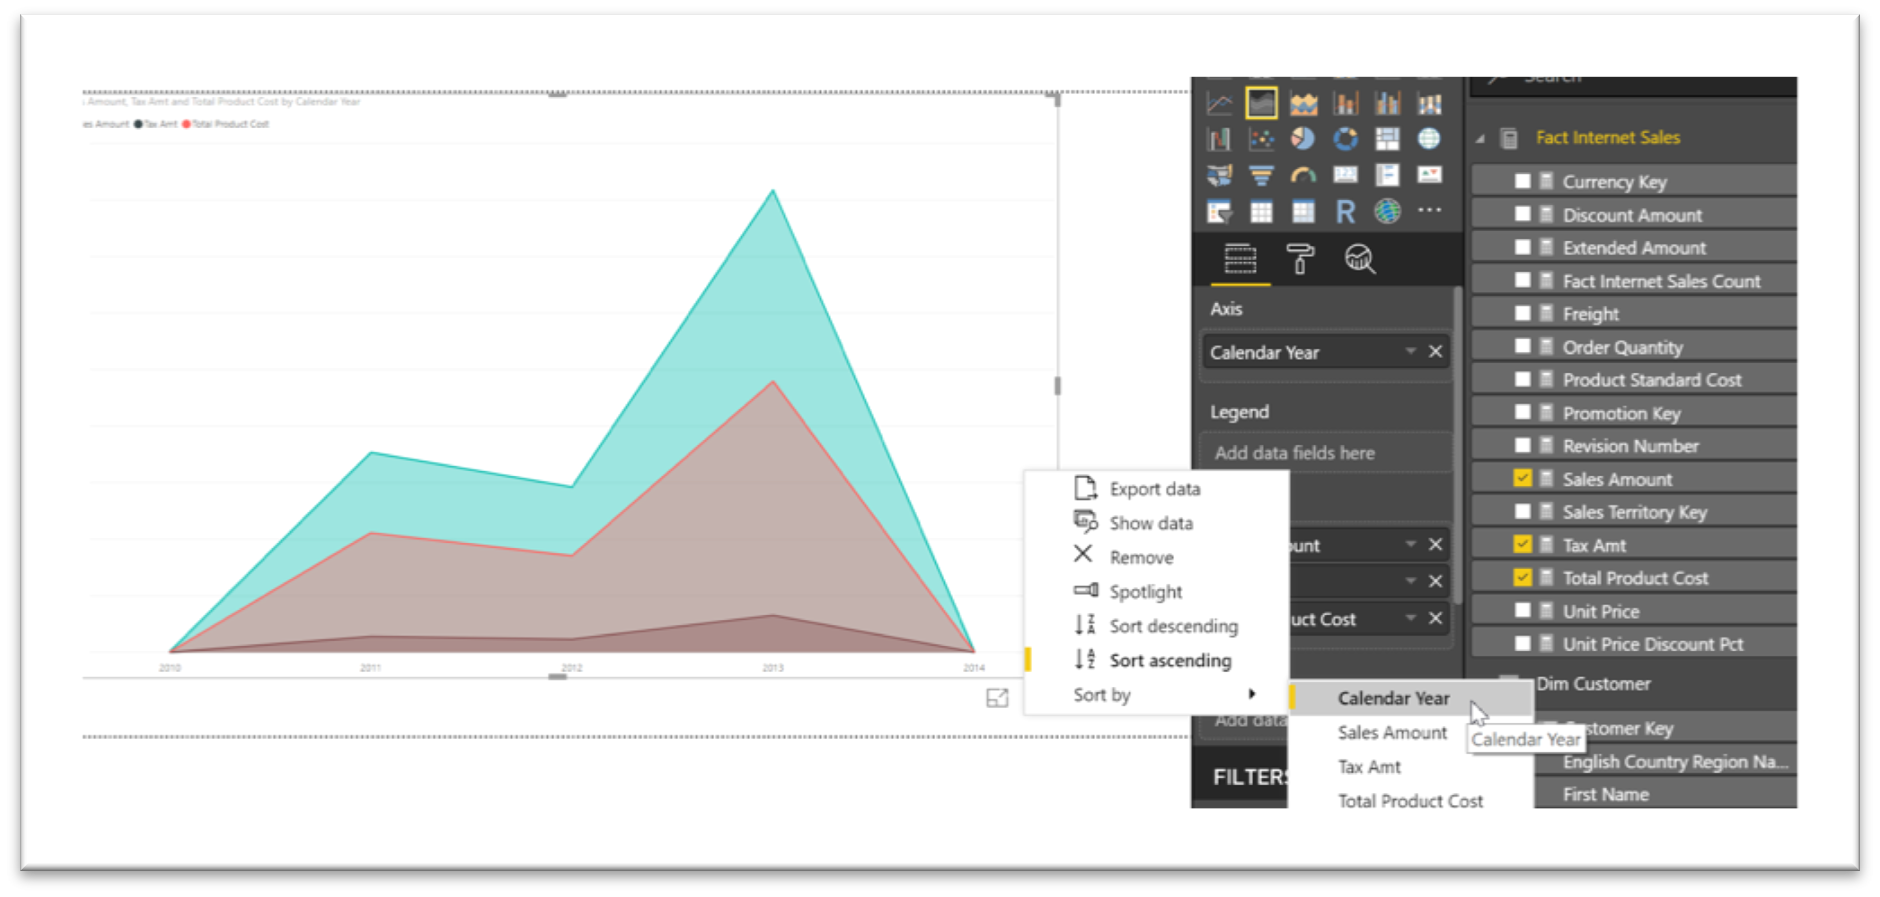 Amount, Tax Amt and Total Product Cost by Calendar Year
es Amount Tax Amt Total Product Cost
2010
2011
2012
2013
2014
Export data
Show data
Remove
Spotlight
Sort descending
Sort ascending
Sort by
Calendar Year
Sales Amount
Tax Amt
Total Product Cost
Calendar Year
R
Axis
Calendar Year
Legend
Add data fields here
ount
uct Cost
Add data
FILTERS
Search
Fact Internet Sales
Currency Key
Discount Amount
Extended Amount
Fact Internet Sales Count
Freight
Order Quantity
Product Standard Cost
Promotion Key
Revision Number
Sales Amount
Sales Territory Key
Tax Amt
Total Product Cost
Unit Price
Unit Price Discount Pct
Dim Customer
stomer Key
English Country Region Na...
First Name